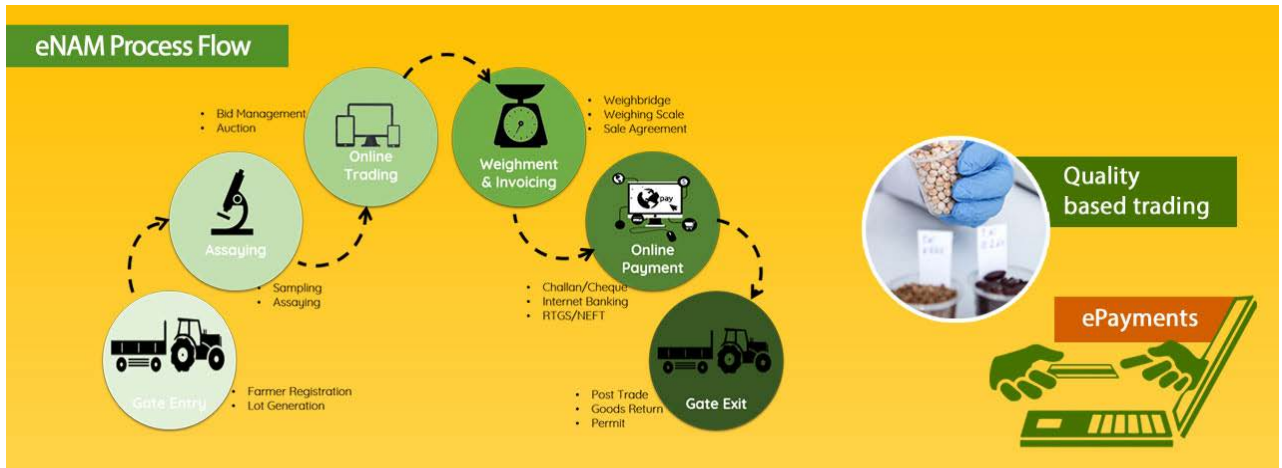 eNAM Process Flow
Gate Entry
• Farmer Registration
• Lot Generation
Assaying
• Sampling
• Assaying
Online
Trading
• Bid Management
• Auction
Weighment
& Invoicing
• Weighbridge
• Weighing Scale
• Sale Agreement
pay
Online
Payment
• Challan/Cheque
• Internet Banking
• RTGS/NEFT
Gate Exit
• Post Trade
• Goods Return
• Permit
Quality
based trading
ePayments